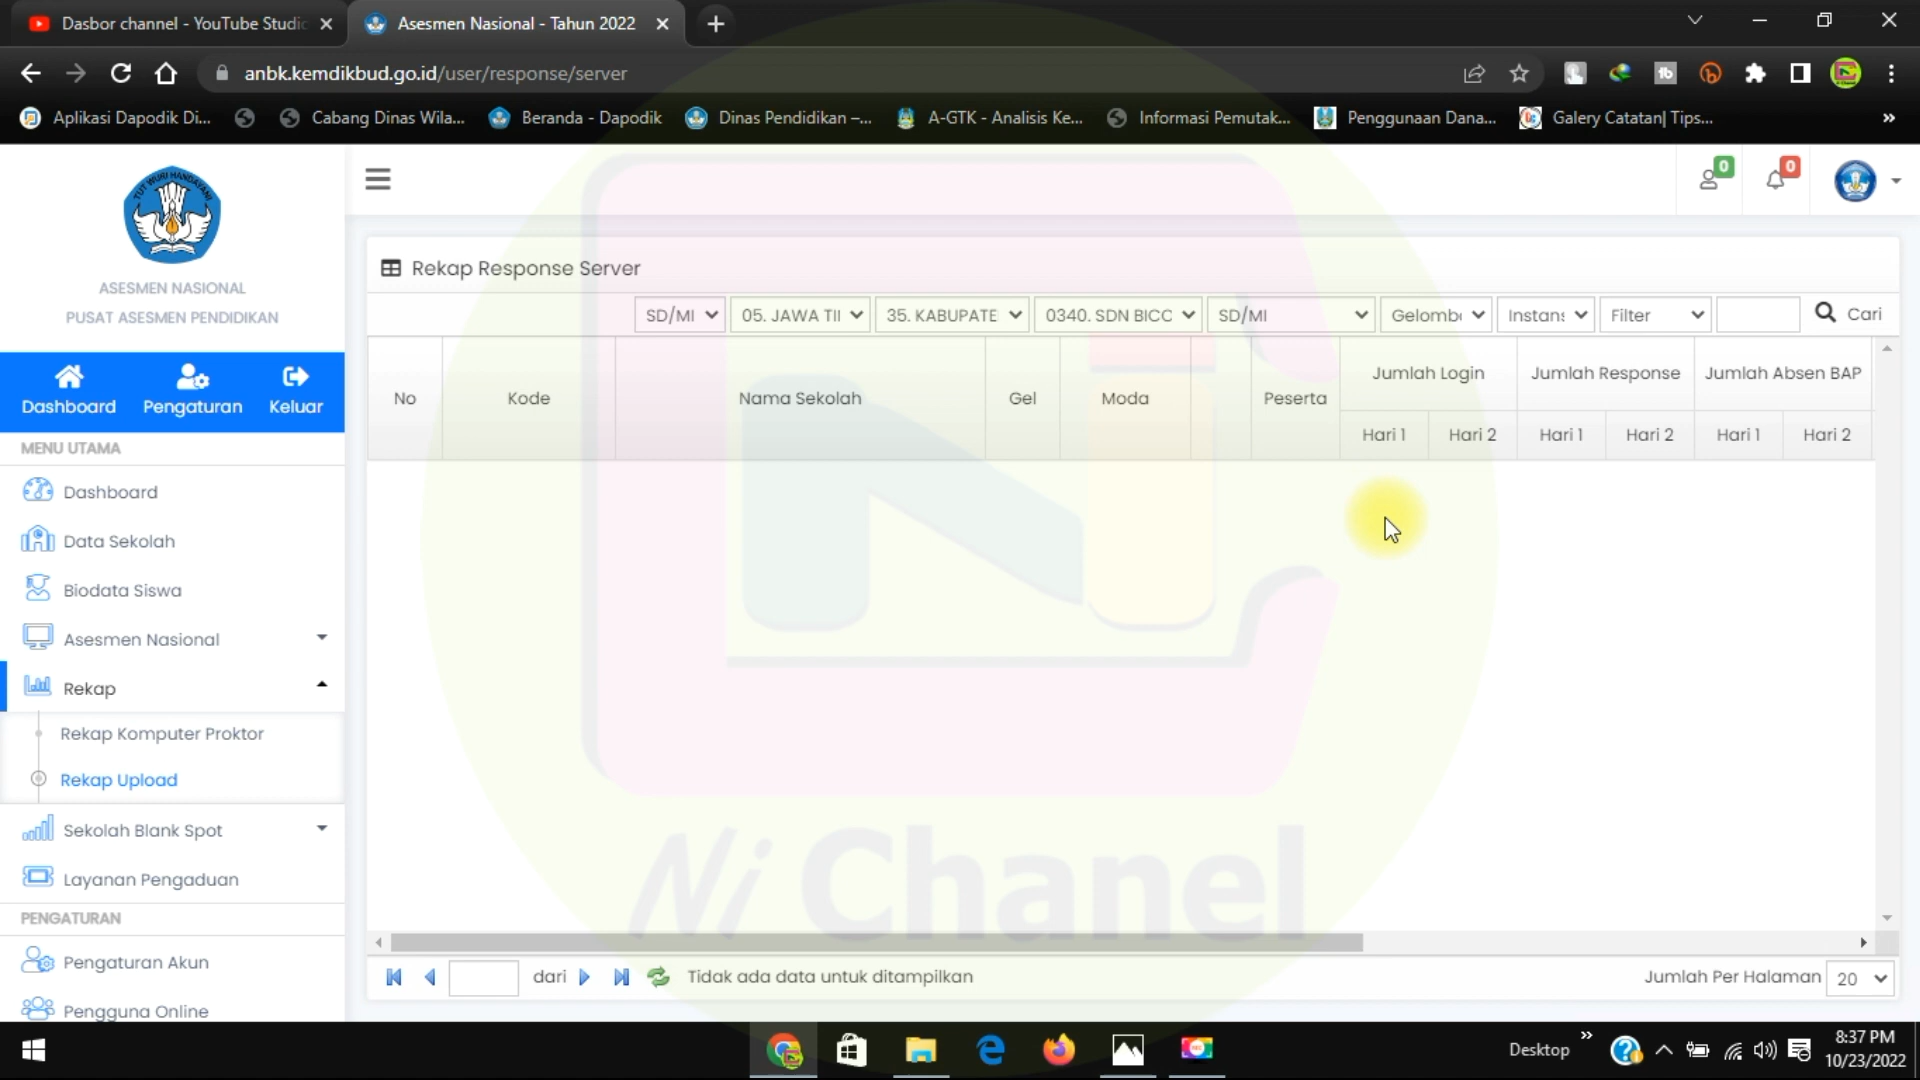 Dasbor channel - YouTube Studio
Asesmen Nasional - Tahun 2022
anbk.kemdikbud.go.id/user/response/server
Aplikasi Dapodik Di...
Cabang Dinas Wila...
Beranda - Dapodik
Dinas Pendidikan –...
A-GTK - Analisis Ke...
Informasi Pemutak...
Penggunaan Dana...
Galery Catatan| Tips...
TUT WURI HANDAYANI
0
0
ASESMEN NASIONAL
PUSAT ASESMEN PENDIDIKAN
Dashboard
Pengaturan
Keluar
MENU UTAMA
Dashboard
Data Sekolah
Biodata Siswa
Asesmen Nasional
Rekap
Rekap Komputer Proktor
Rekap Upload
Sekolah Blank Spot
Layanan Pengaduan
PENGATURAN
Pengaturan Akun
Pengguna Online
Rekap Response Server
SD/MI
05. JAWA TII
35. KABUPATE
0340. SDN BICC
SD/MI
Gelomb
Instan
Filter
Cari
No
Kode
Nama Sekolah
Gel
Moda
Peserta
Jumlah Login
Jumlah Response
Jumlah Absen BAP
Hari 1
Hari 2
Hari 1
Hari 2
Hari 1
Hari 2
Ni Chanel
dari
Tidak ada data untuk ditampilkan
Jumlah Per Halaman
20
Desktop
8:37 PM
10/23/2022